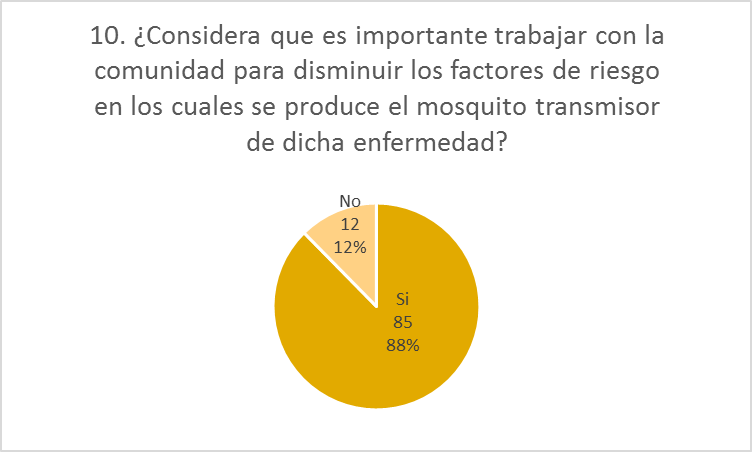 10. ¿Considera que es importante trabajar con la
comunidad para disminuir los factores de riesgo
en los cuales se produce el mosquito transmisor
de dicha enfermedad?
No
12
12%
Si
85
88%